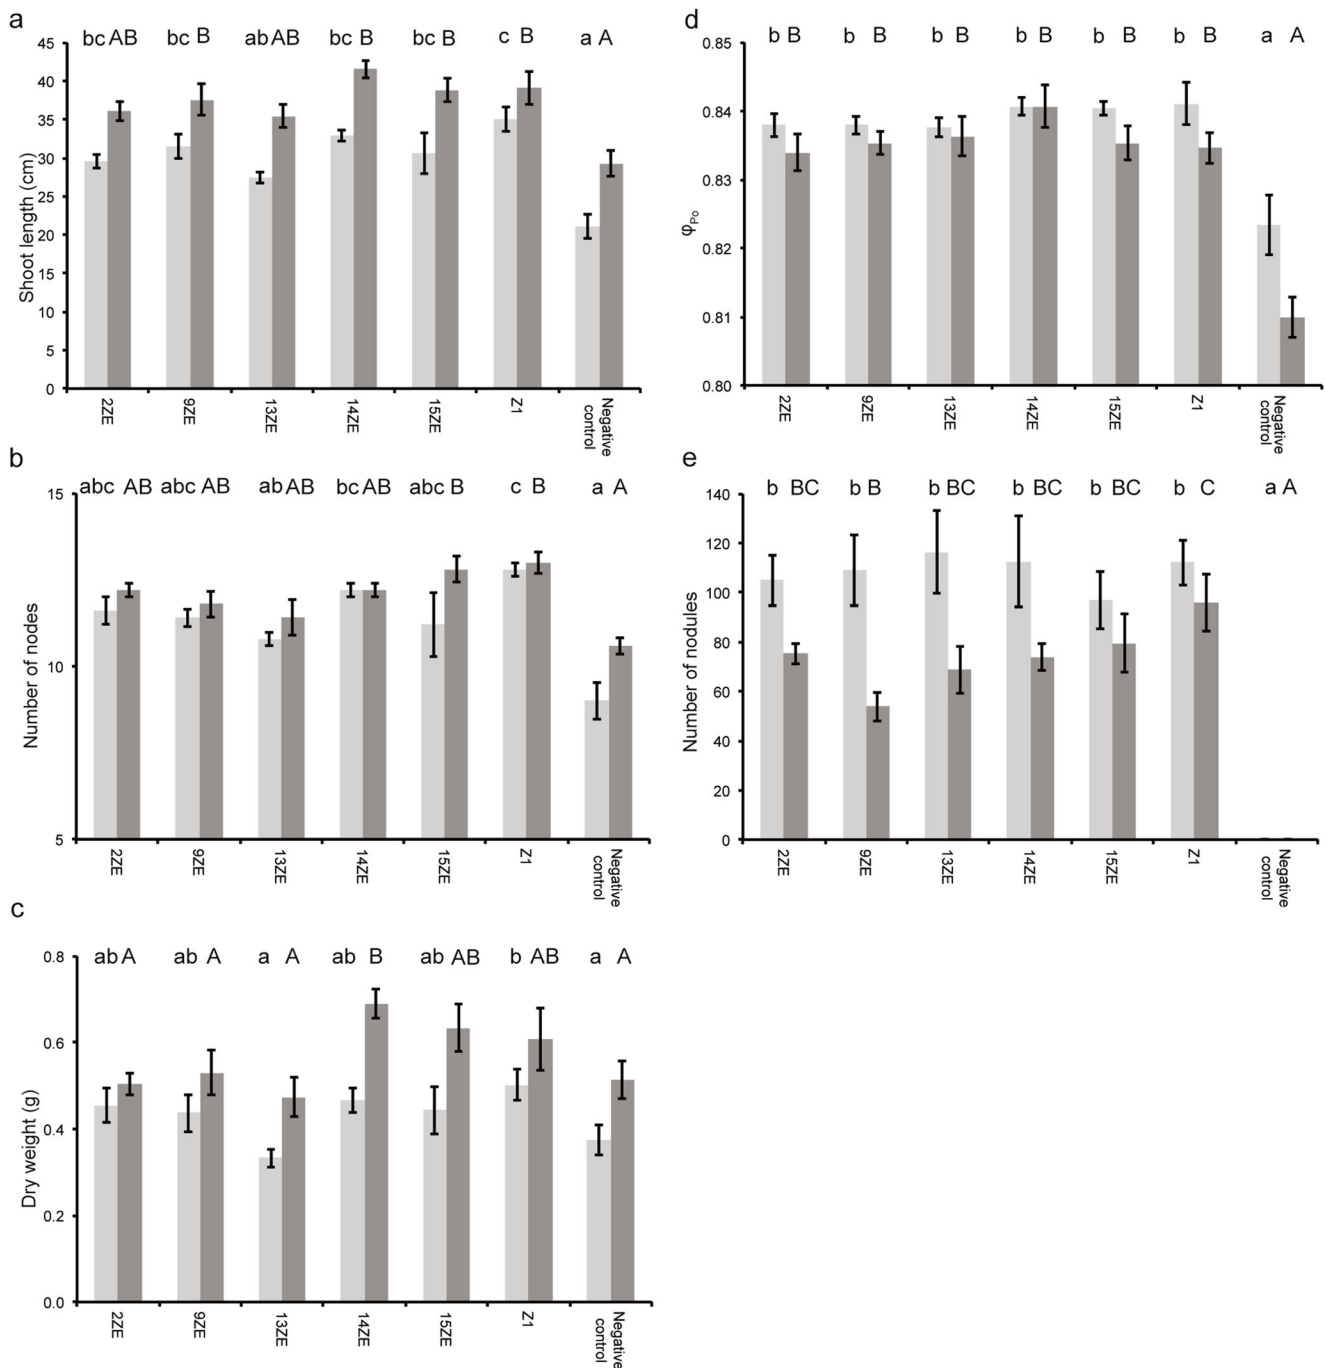 a
bc AB bc B ab AB bc B bc B c B a A
45
40
35
30
25
20
15
10
5
0
Shoot length (cm)
2ZE 9ZE 13ZE 14ZE 15ZE Z1 Negative control
b
abc AB abc AB ab AB bc AB abc B c B a A
15
10
5
Number of nodes
2ZE 9ZE 13ZE 14ZE 15ZE Z1 Negative control
c
ab A ab A a A ab B ab AB b AB a A
0.8
0.6
0.4
0.2
0.0
Dry weight (g)
2ZE 9ZE 13ZE 14ZE 15ZE Z1 Negative control
d
b B b B b B b B b B b B a A
0.85
0.84
0.83
0.82
0.81
0.80
φPo
2ZE 9ZE 13ZE 14ZE 15ZE Z1 Negative control
e
b BC b B b BC b BC b BC b C a A
140
120
100
80
60
40
20
0
Number of nodules
2ZE 9ZE 13ZE 14ZE 15ZE Z1 Negative control